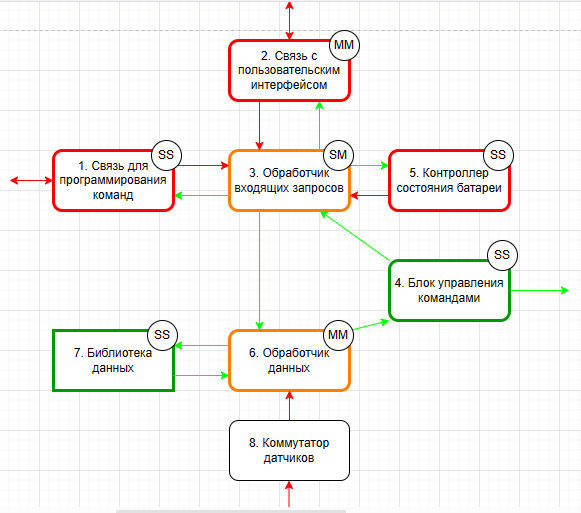 MM
2. Связь с
пользовательским
интерфейсом
SS
1. Связь для
программирования
команд
SM
3. Обработчик
входящих запросов
SS
5. Контроллер
состояния батареи
SS
4. Блок управления
командами
SS
7. Библиотека
данных
MM
6. Обработчик
данных
8. Коммутатор
датчиков